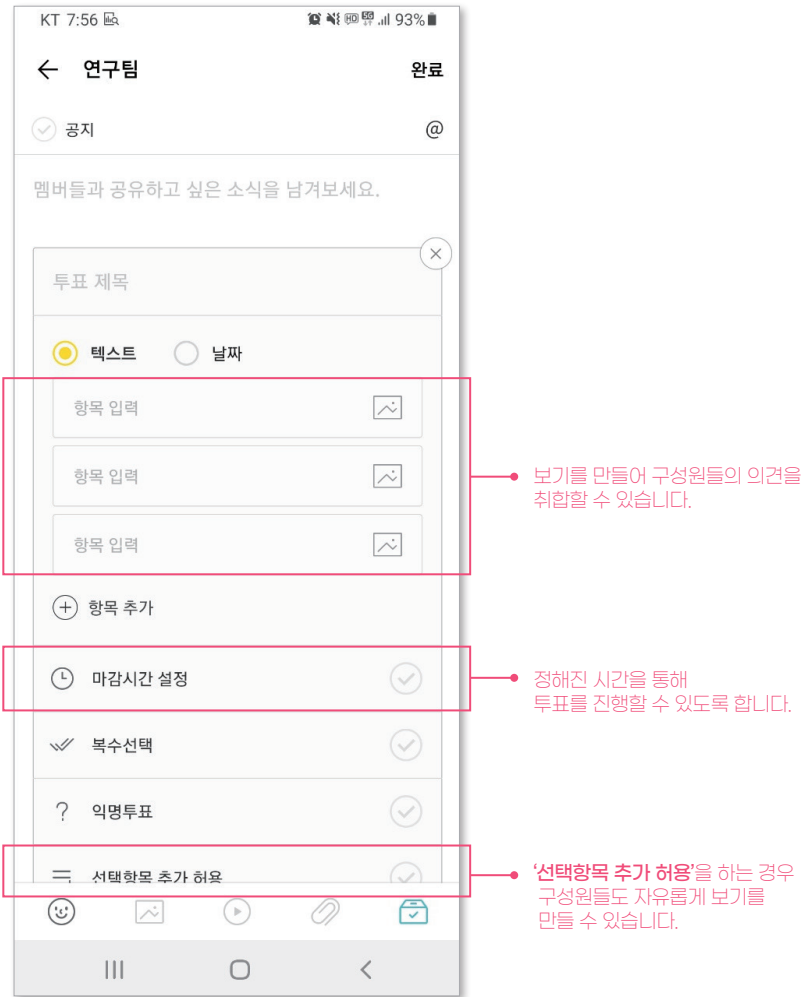 KT 7:56
HD 5G 93%
연구팀
완료
공지
@
멤버들과 공유하고 싶은 소식을 남겨보세요.
투표 제목
텍스트 날짜
항목 입력
항목 입력
항목 입력
보기를 만들어 구성원들의 의견을
취합할 수 있습니다.
항목 추가
마감시간 설정
정해진 시간을 통해
투표를 진행할 수 있도록 합니다.
복수선택
? 익명투표
선택항목 추가 허용
'선택항목 추가 허용'을 하는 경우
구성원들도 자유롭게 보기를
만들 수 있습니다.